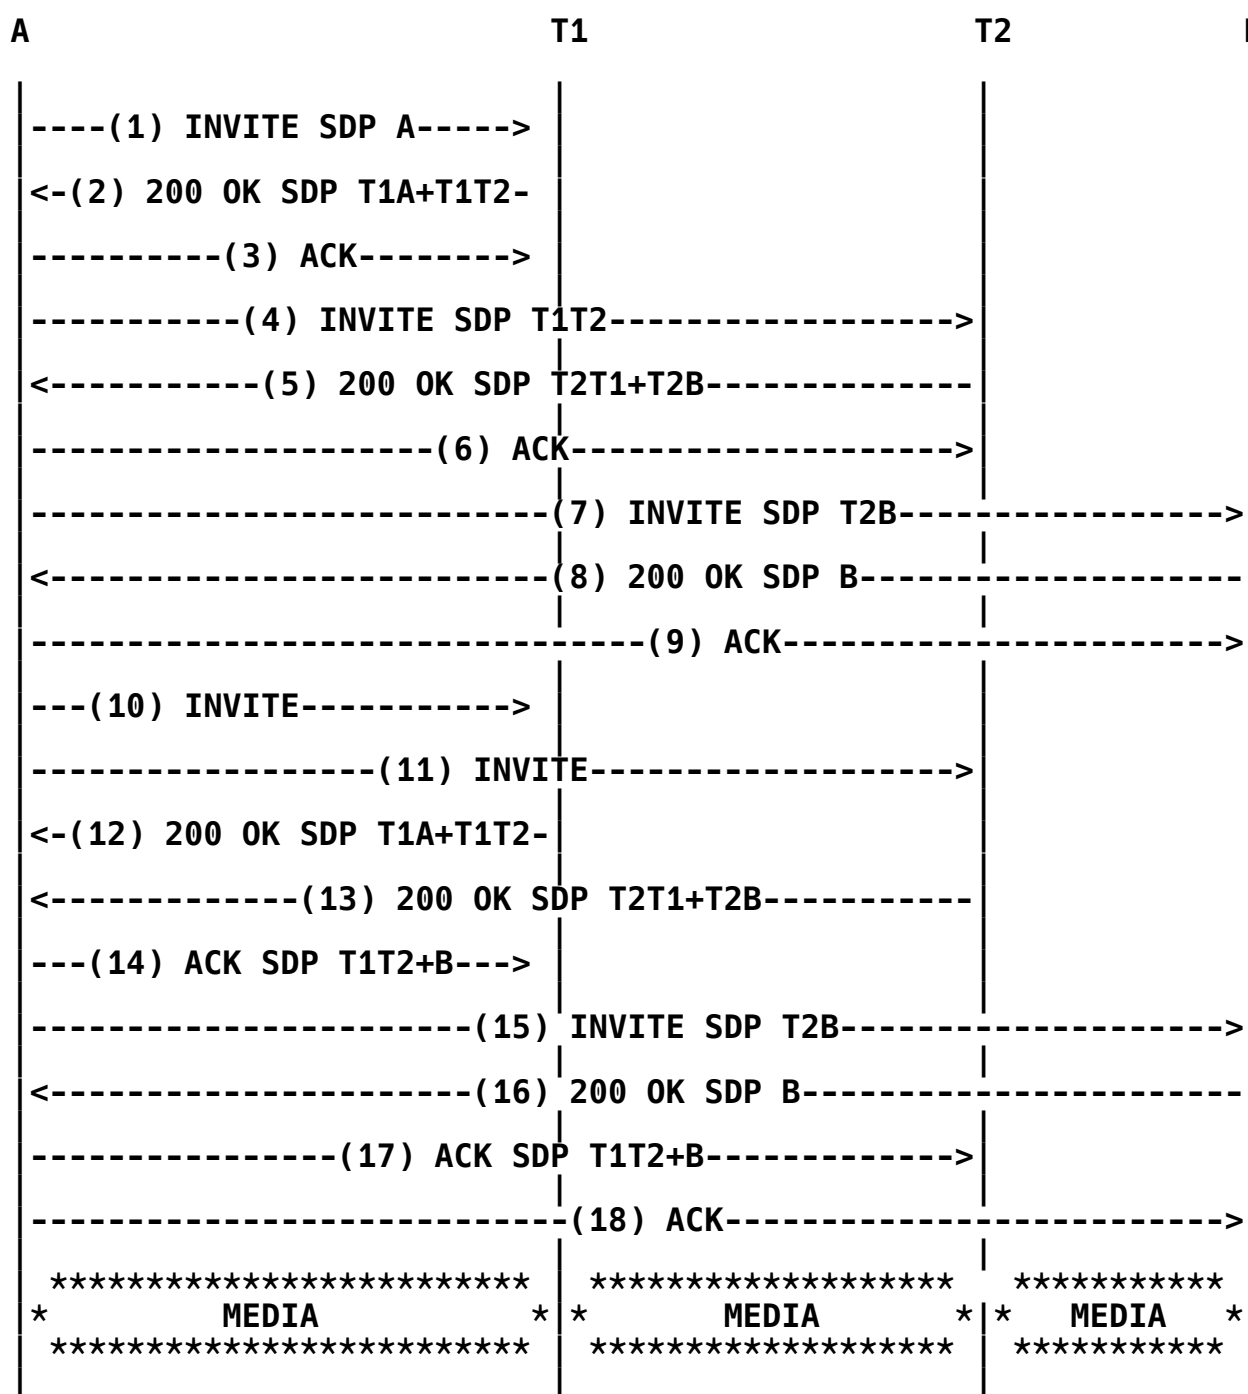 A T1 T2
----(1) INVITE SDP A----->
<-(2) 200 OK SDP T1A+T1T2-
----------(3) ACK-------->
-----------(4) INVITE SDP T1T2------------------>
<-----------(5) 200 OK SDP T2T1+T2B--------------
---------------------(6) ACK-------------------->
---------------------------(7) INVITE SDP T2B----------------->
<--------------------------(8) 200 OK SDP B--------------------
--------------------------------(9) ACK----------------------->
---(10) INVITE----------->
------------------(11) INVITE------------------->
<-(12) 200 OK SDP T1A+T1T2-
<-------------(13) 200 OK SDP T2T1+T2B-----------
---(14) ACK SDP T1T2+B--->
-----------------------(15) INVITE SDP T2B-------------------->
<----------------------(16) 200 OK SDP B-----------------------
----------------(17) ACK SDP T1T2+B------------->
----------------------------(18) ACK-------------------------->
************************* ******************* ***********
* MEDIA * * MEDIA * * MEDIA *
************************* ******************* ***********